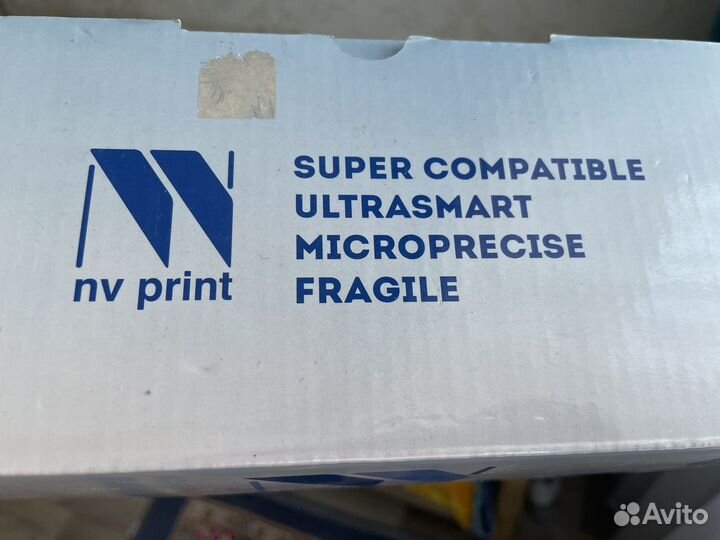 SUPER COMPATIBLE
ULTRASMART
MICROPRECISE
FRAGILE
nv print
Avito